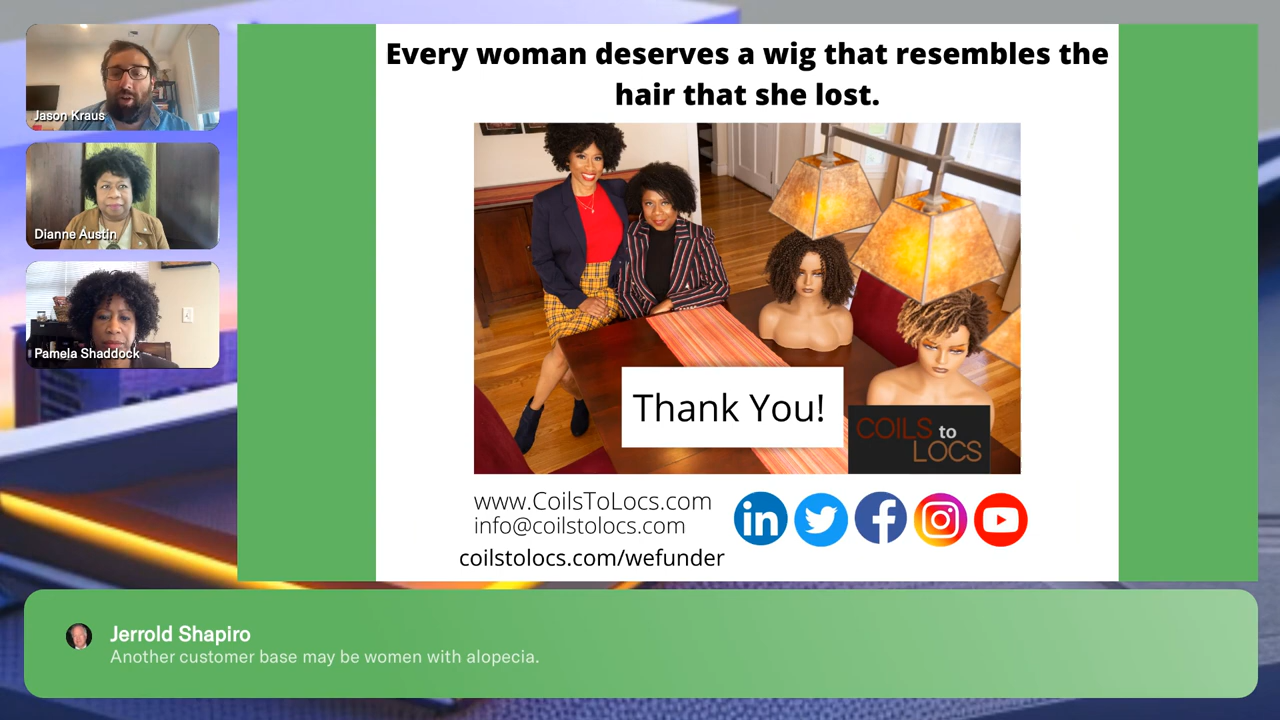 Jason Kraus
Dianne Austin
Pamela Shaddock
Every woman deserves a wig that resembles the
hair that she lost.
Thank You!
COILS to
LOCS
www.CoilsToLocs.com
info@coilstolocs.com
coilstolocs.com/wefunder
in
Jerrold Shapiro
Another customer base may be women with alopecia.